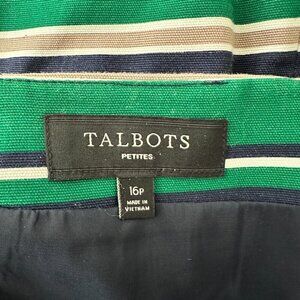 TALBOTS
PETITES
16P
MADE IN
VIETNAM